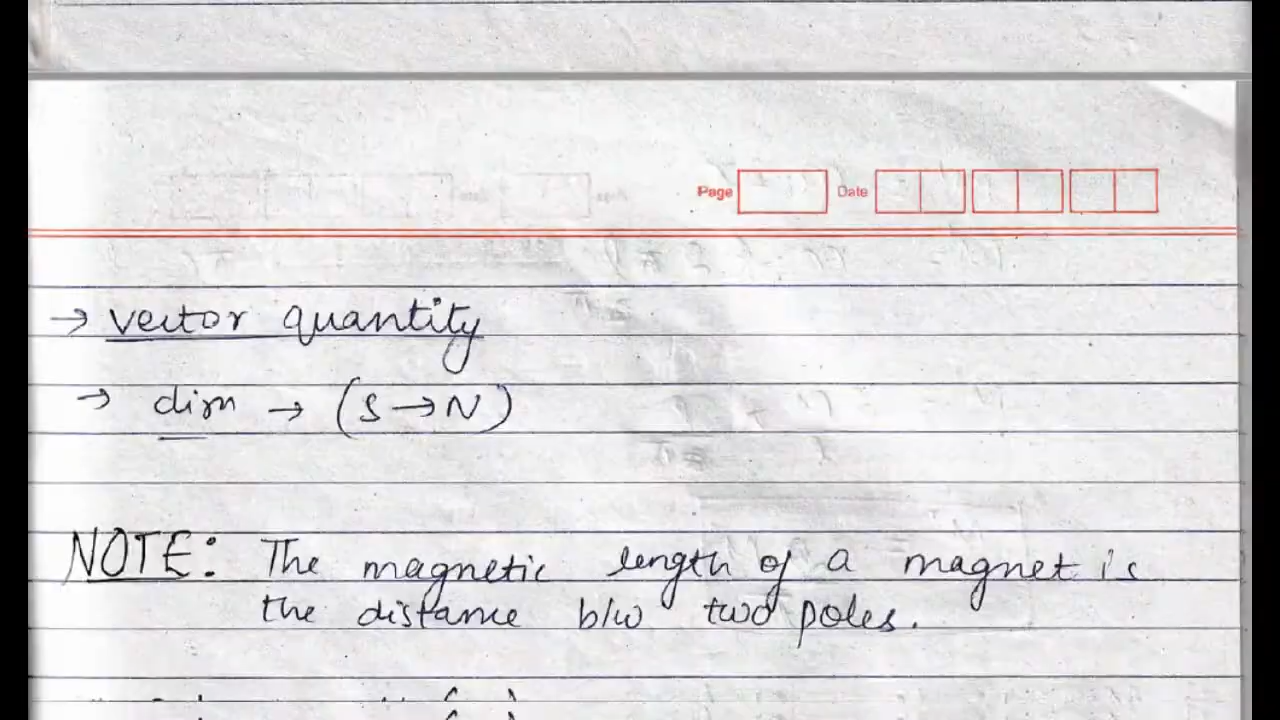 Page Date
→ vector quantity
→ dirn → (S → N)
NOTE: The magnetic length of a magnet is
the distance b/w two poles.